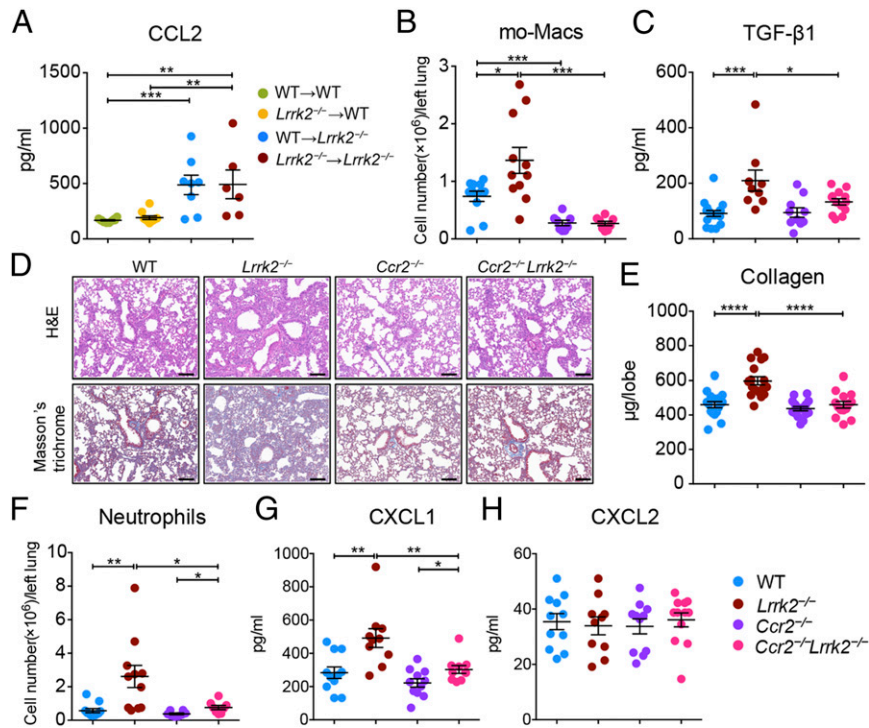 A
CCL2
pg/ml
1500
1000
500
0
**
**
***
WT→WT
Lrrk2⁻/⁻→WT
WT→Lrrk2⁻/⁻
Lrrk2⁻/⁻→Lrrk2⁻/⁻
B
mo-Macs
Cell number(×10⁶)/left lung
3
2
1
0
***
*
***
C
TGF-β1
pg/ml
600
400
200
0
***
*
D
WT
Lrrk2⁻/⁻
Ccr2⁻/⁻
Ccr2⁻/⁻Lrrk2⁻/⁻
H&E
Masson's
trichrome
E
Collagen
µg/lobe
1000
800
600
400
200
0
****
****
F
Neutrophils
Cell number(×10⁶)/left lung
10
8
6
4
2
0
**
*
*
G
CXCL1
pg/ml
1000
800
600
400
200
0
**
**
*
H
CXCL2
pg/ml
60
40
20
0
WT
Lrrk2⁻/⁻
Ccr2⁻/⁻
Ccr2⁻/⁻Lrrk2⁻/⁻